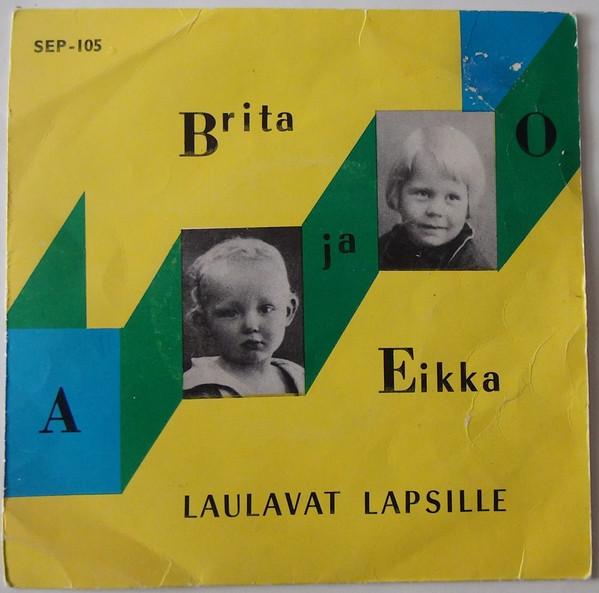 SEP-105
Brita
O
ja
Eikka
A
LAULAVAT LAPSILLE